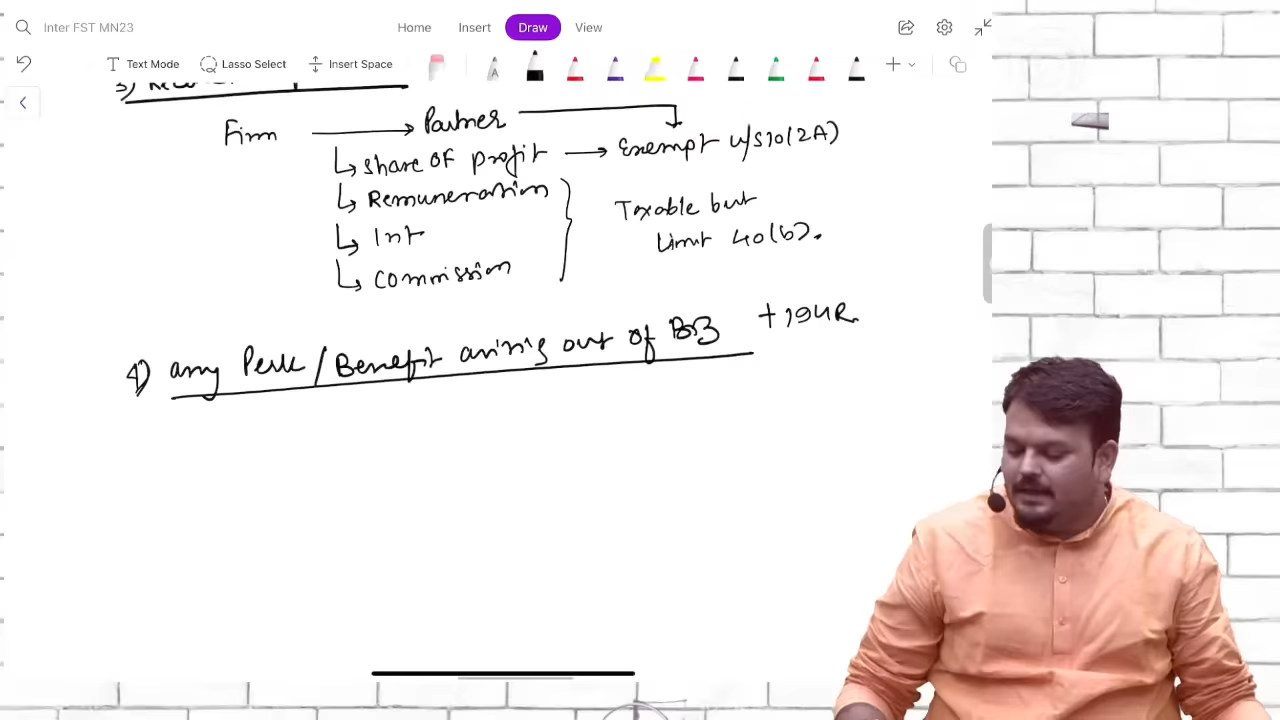 Inter FST MN23
Home Insert Draw View
Text Mode Lasso Select Insert Space
3)
Firm → Partner
↳ share of profit → Exempt u/s 10(2A)
↳ Remuneration
↳ Int
↳ Commission
Taxable but
Limit 40(b).
4) any Perk/Benefit arising out of + 194R